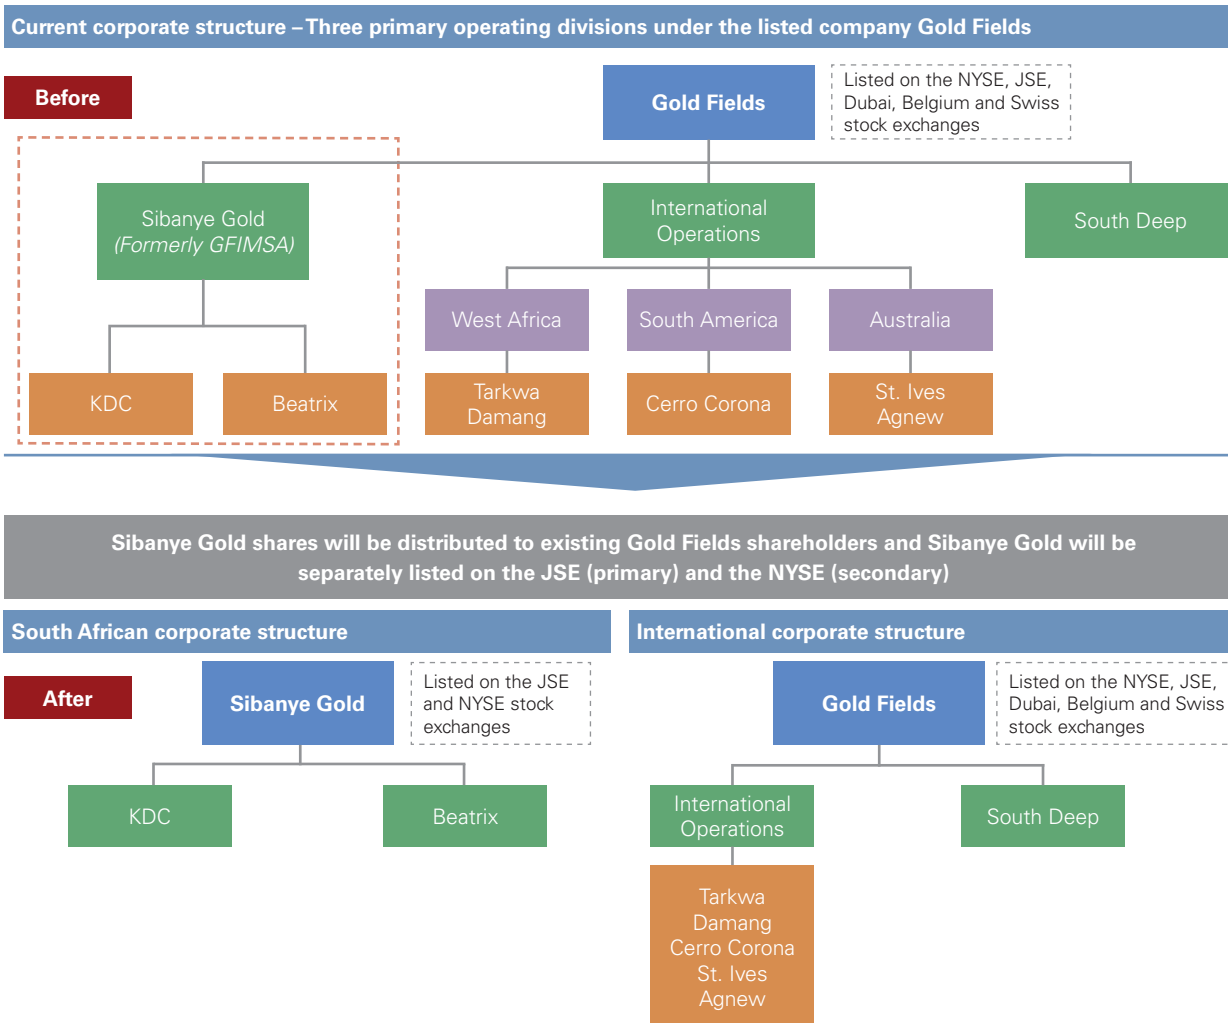 Current corporate structure – Three primary operating divisions under the listed company Gold Fields
Before
Gold Fields
Listed on the NYSE, JSE,
Dubai, Belgium and Swiss
stock exchanges
Sibanye Gold
(Formerly GFIMSA)
International
Operations
South Deep
West Africa
South America
Australia
KDC
Beatrix
Tarkwa
Damang
Cerro Corona
St. Ives
Agnew
Sibanye Gold shares will be distributed to existing Gold Fields shareholders and Sibanye Gold will be
separately listed on the JSE (primary) and the NYSE (secondary)
South African corporate structure
After
Sibanye Gold
Listed on the JSE
and NYSE stock
exchanges
KDC
Beatrix
International corporate structure
Gold Fields
Listed on the NYSE, JSE,
Dubai, Belgium and Swiss
stock exchanges
International
Operations
South Deep
Tarkwa
Damang
Cerro Corona
St. Ives
Agnew